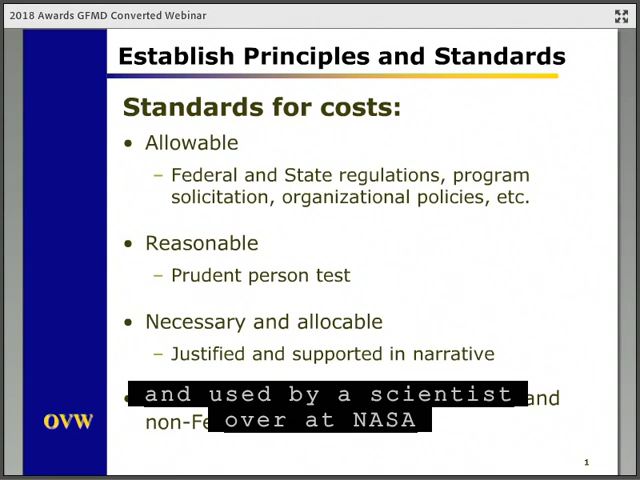 2018 Awards GFMD Converted Webinar
Establish Principles and Standards
Standards for costs:
• Allowable
– Federal and State regulations, program
solicitation, organizational policies, etc.
• Reasonable
– Prudent person test
• Necessary and allocable
– Justified and supported in narrative
and used by a scientist
and
over at NASA
non-Fe
OVW
1